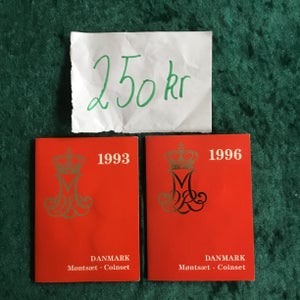 250 kr
1993
DANMARK
Møntsæt · Coinset
1996
DANMARK
Møntsæt · Coinset